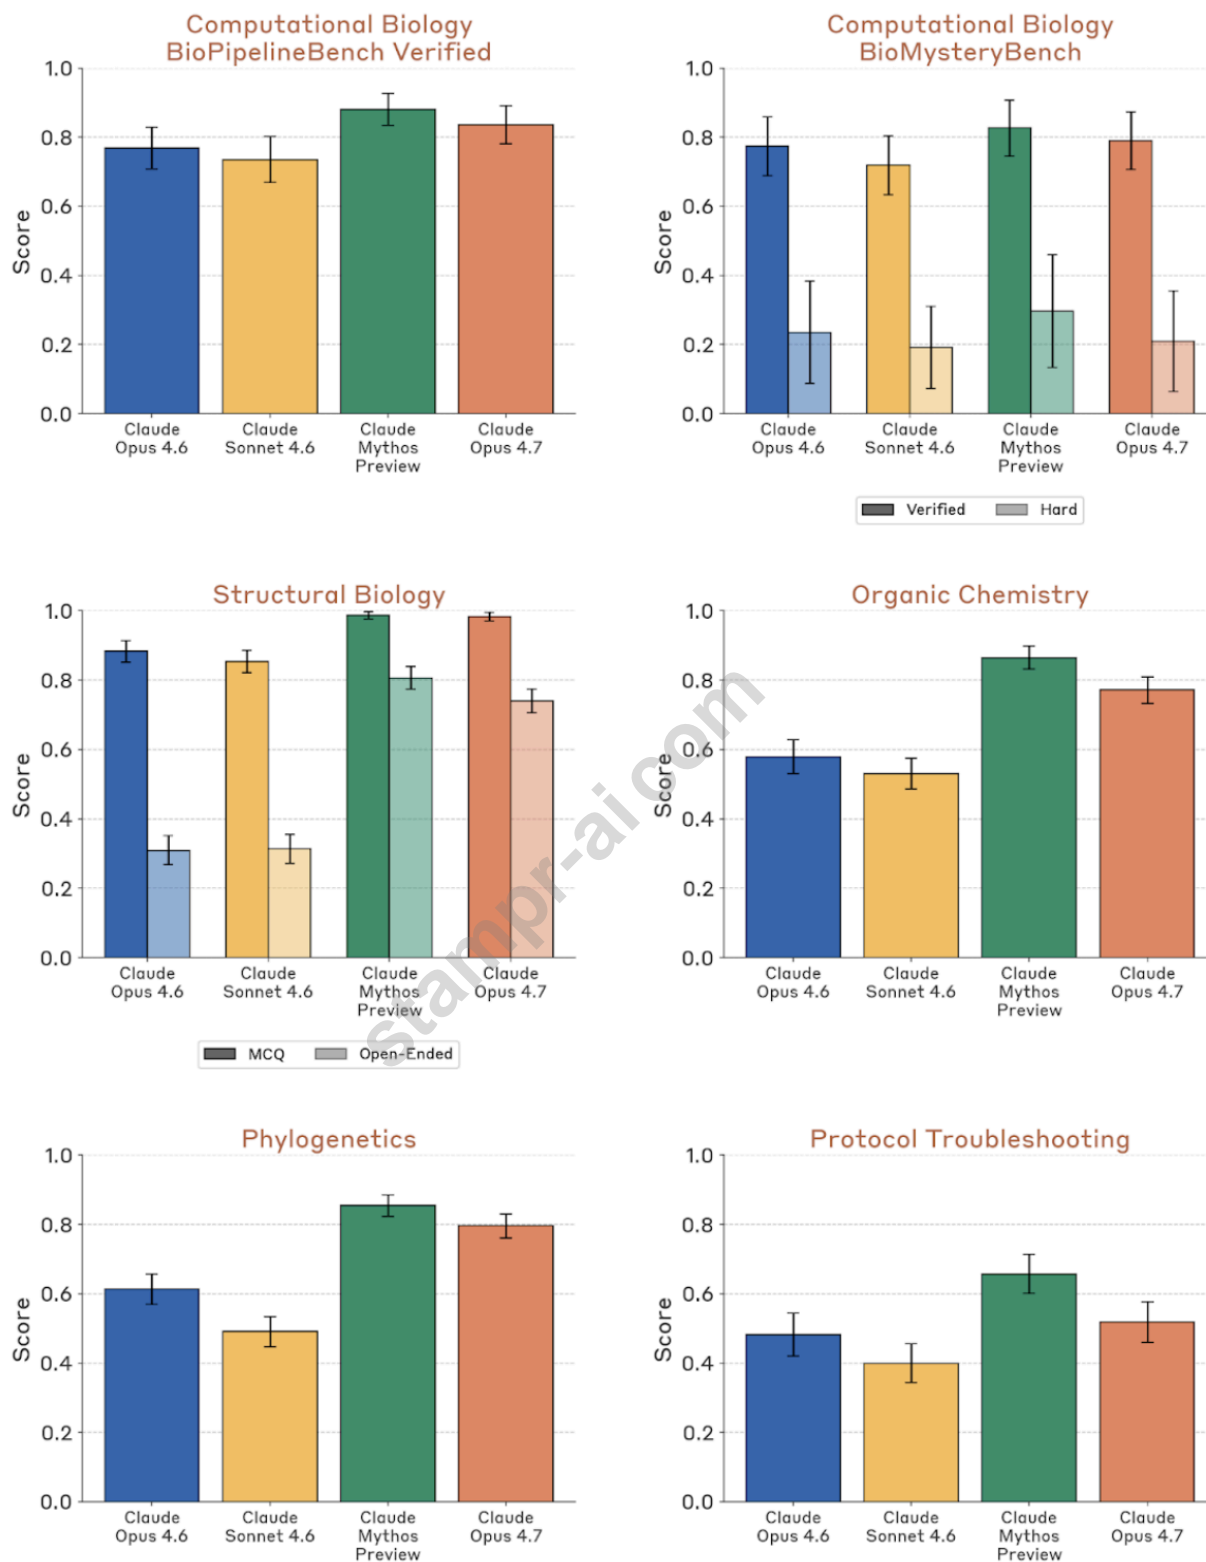 Computational Biology
BioPipelineBench Verified
1.0
0.8
0.6
0.4
0.2
0.0
Score
Claude
Opus 4.6
Claude
Sonnet 4.6
Claude
Mythos
Preview
Claude
Opus 4.7
Computational Biology
BioMysteryBench
1.0
0.8
0.6
0.4
0.2
0.0
Score
Claude
Opus 4.6
Claude
Sonnet 4.6
Claude
Mythos
Preview
Claude
Opus 4.7
Verified Hard
Structural Biology
1.0
0.8
0.6
0.4
0.2
0.0
Score
Claude
Opus 4.6
Claude
Sonnet 4.6
Claude
Mythos
Preview
Claude
Opus 4.7
MCQ Open-Ended
Organic Chemistry
1.0
0.8
0.6
0.4
0.2
0.0
Score
Claude
Opus 4.6
Claude
Sonnet 4.6
Claude
Mythos
Preview
Claude
Opus 4.7
stampr-ai.com
Phylogenetics
1.0
0.8
0.6
0.4
0.2
0.0
Score
Claude
Opus 4.6
Claude
Sonnet 4.6
Claude
Mythos
Preview
Claude
Opus 4.7
Protocol Troubleshooting
1.0
0.8
0.6
0.4
0.2
0.0
Score
Claude
Opus 4.6
Claude
Sonnet 4.6
Claude
Mythos
Preview
Claude
Opus 4.7